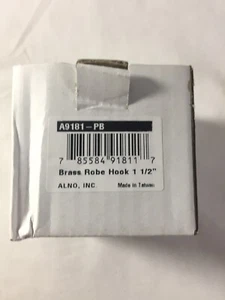 A9181-PB
7 85584 91811 7
Brass Robe Hook 1 1/2"
ALNO, INC. Made in Taiwan